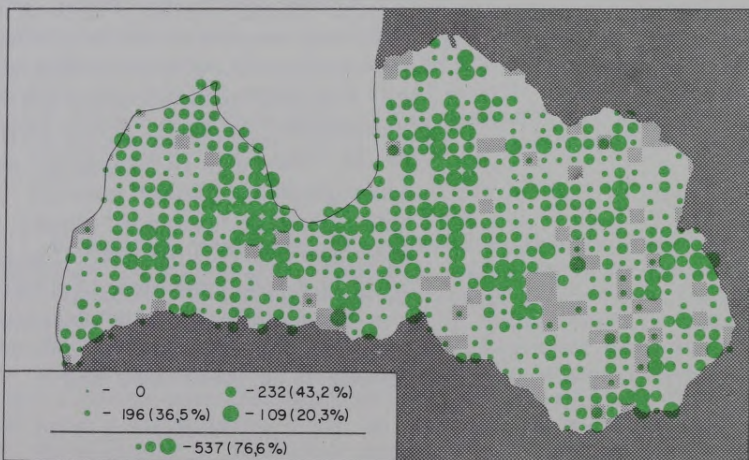 - 0
- 196 (36,5%)
- 232 (43,2%)
- 109 (20,3%)
- 537 (76,6%)